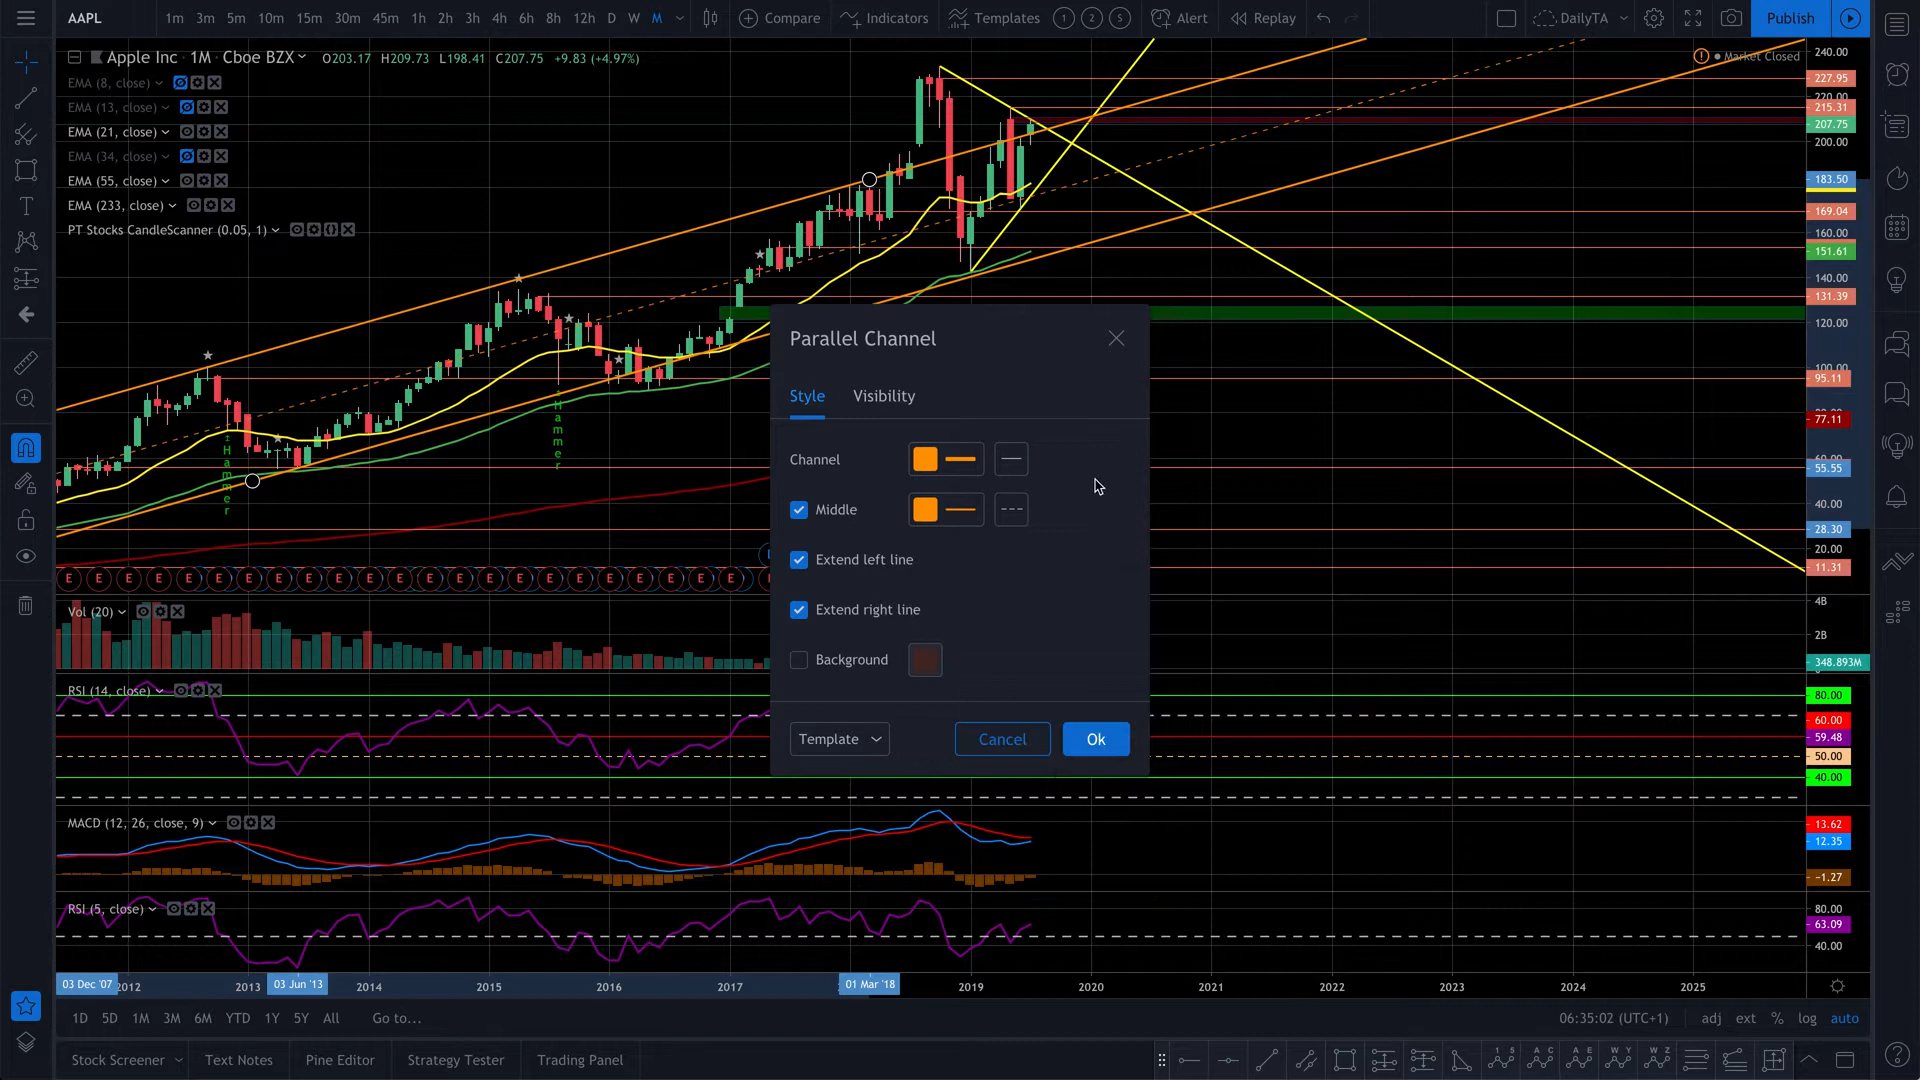 AAPL 1m 3m 5m 10m 15m 30m 45m 1h 2h 3h 4h 6h 8h 12h D W M Compare Indicators Templates 1 2 S Alert Replay DailyTA Publish
Apple Inc · 1M · Cboe BZX O203.17 H209.73 L198.41 C207.75 +9.83 (+4.97%)
Market Closed
EMA (8, close)
EMA (13, close)
EMA (21, close)
EMA (34, close)
EMA (55, close)
EMA (233, close)
PT Stocks CandleScanner (0.05, 1)
240.00
227.95
220.00
215.31
207.75
200.00
183.50
169.04
160.00
151.61
140.00
131.39
120.00
100.00
95.11
77.11
60.00
55.55
40.00
28.30
20.00
11.31
Hammer
Hammer
Parallel Channel
Style Visibility
Channel
Middle
Extend left line
Extend right line
Background
Template Cancel Ok
E E E E E E E E E E E E E E E E E E E E E E E
Vol (20)
4B
2B
348.893M
RSI (14, close)
80.00
60.00
59.48
50.00
40.00
MACD (12, 26, close, 9)
13.62
12.35
−1.27
RSI (5, close)
80.00
63.09
40.00
03 Dec '07 2012 2013 03 Jun '13 2014 2015 2016 2017 01 Mar '18 2019 2020 2021 2022 2023 2024 2025
1D 5D 1M 3M 6M YTD 1Y 5Y All Go to... 06:35:02 (UTC+1) adj ext % log auto
Stock Screener Text Notes Pine Editor Strategy Tester Trading Panel